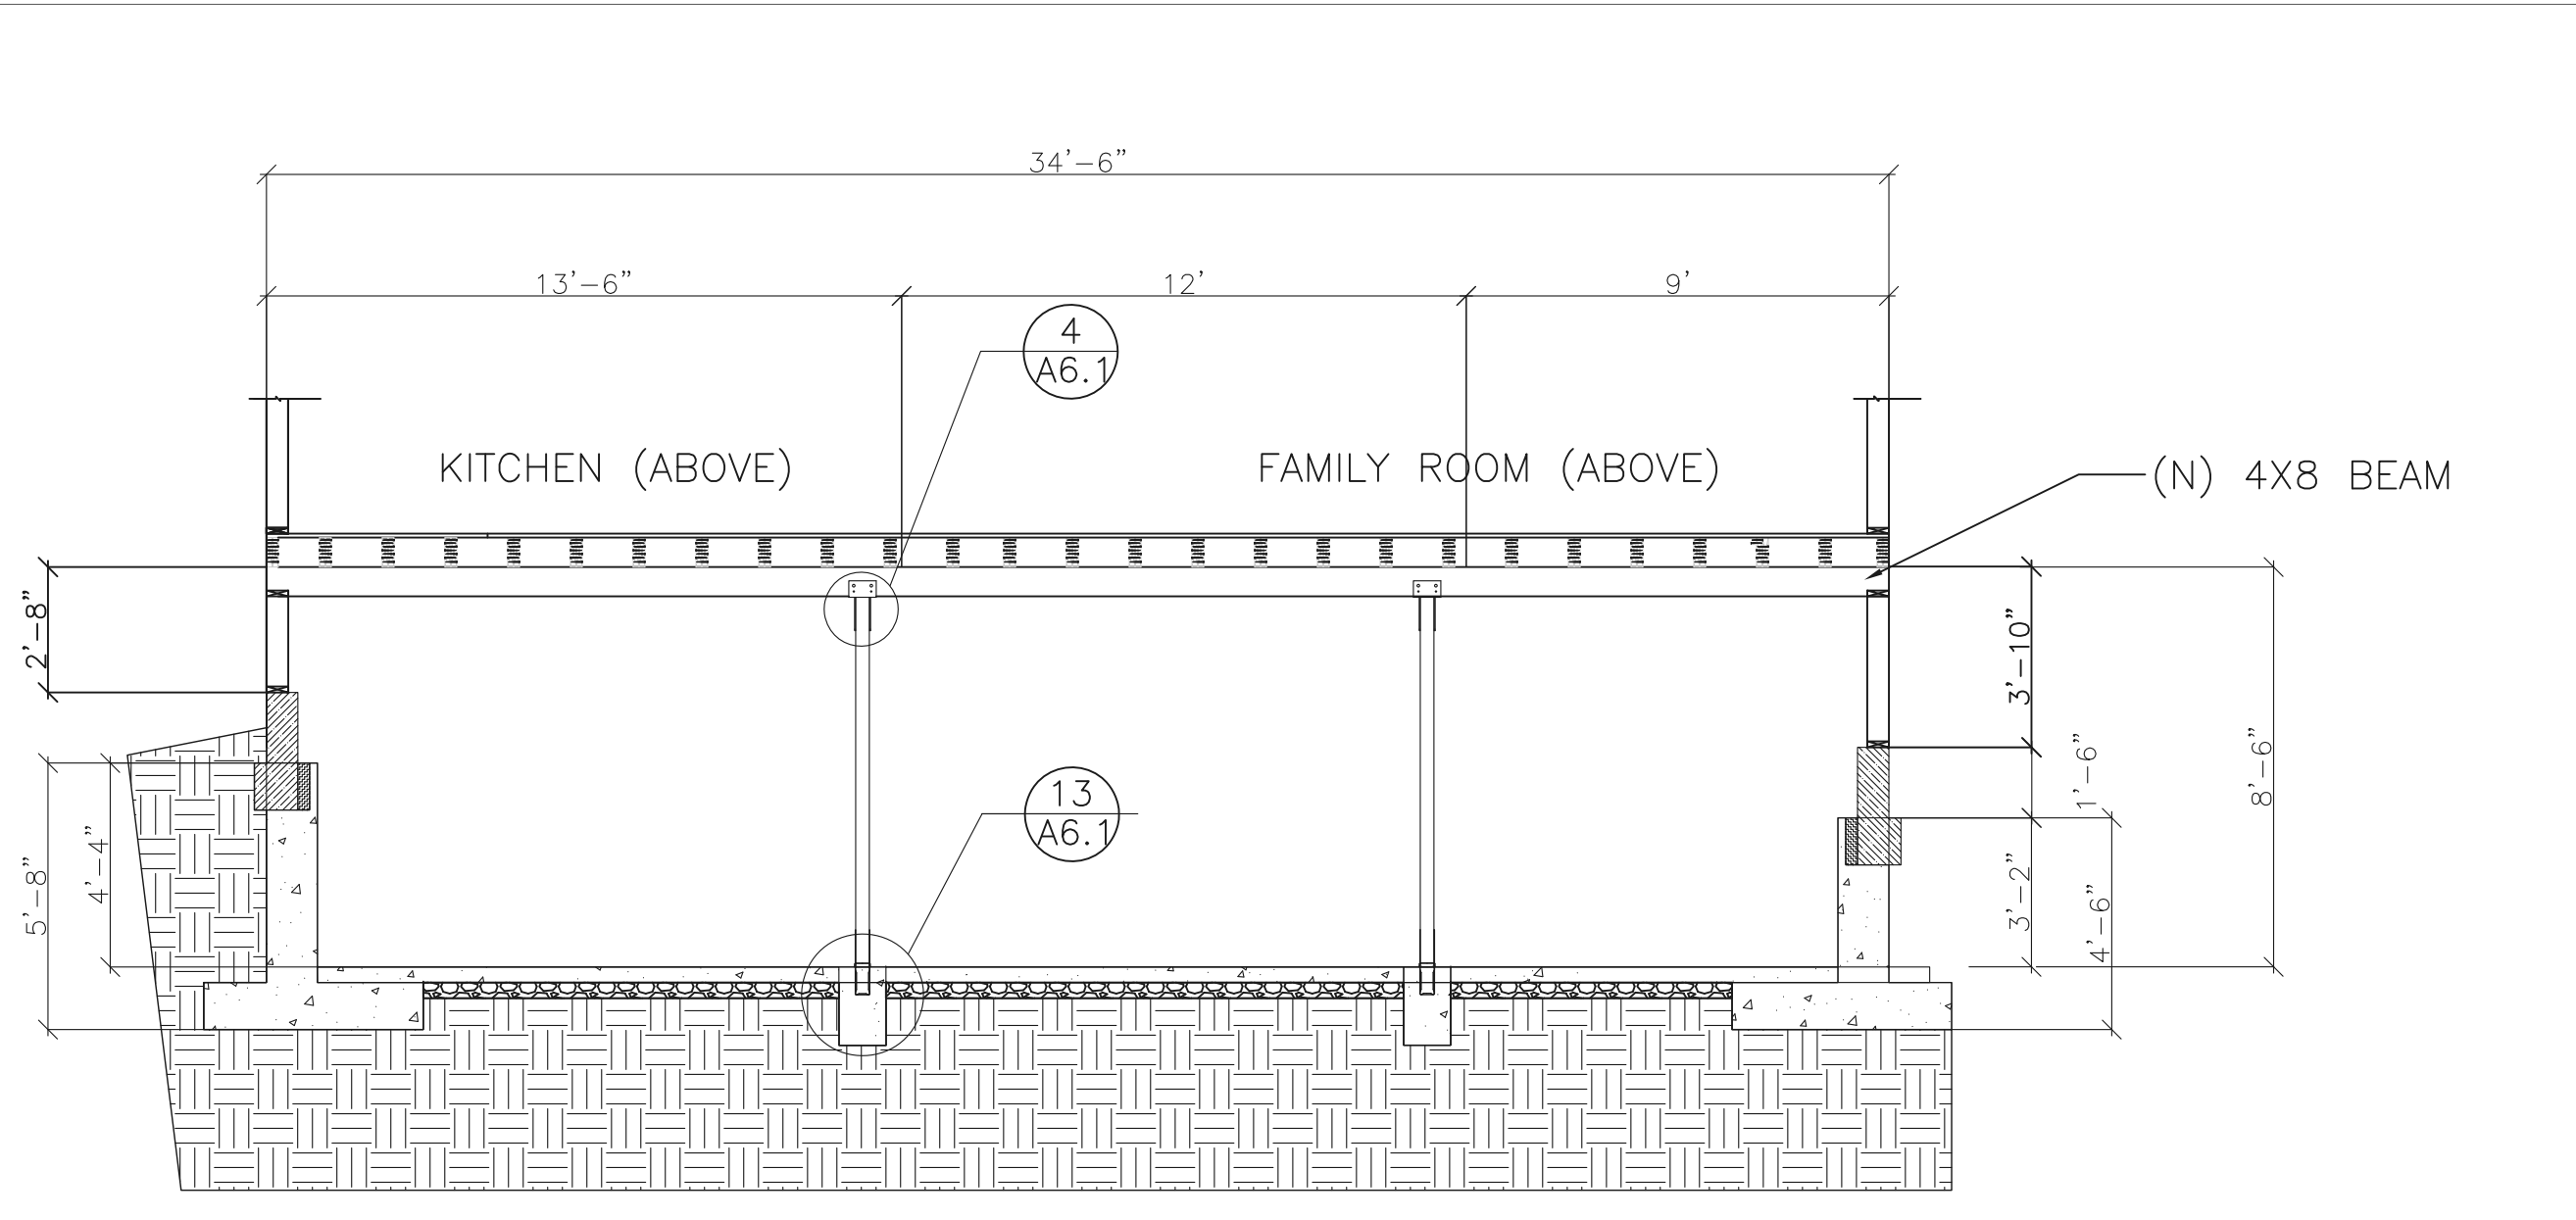 34'-6"
13'-6"
12'
9'
4
A6.1
KITCHEN (ABOVE)
FAMILY ROOM (ABOVE)
(N) 4X8 BEAM
2'-8"
3'-10"
8'-6"
1'-6"
13
A6.1
5'-8"
4'-4"
3'-2"
4'-6"